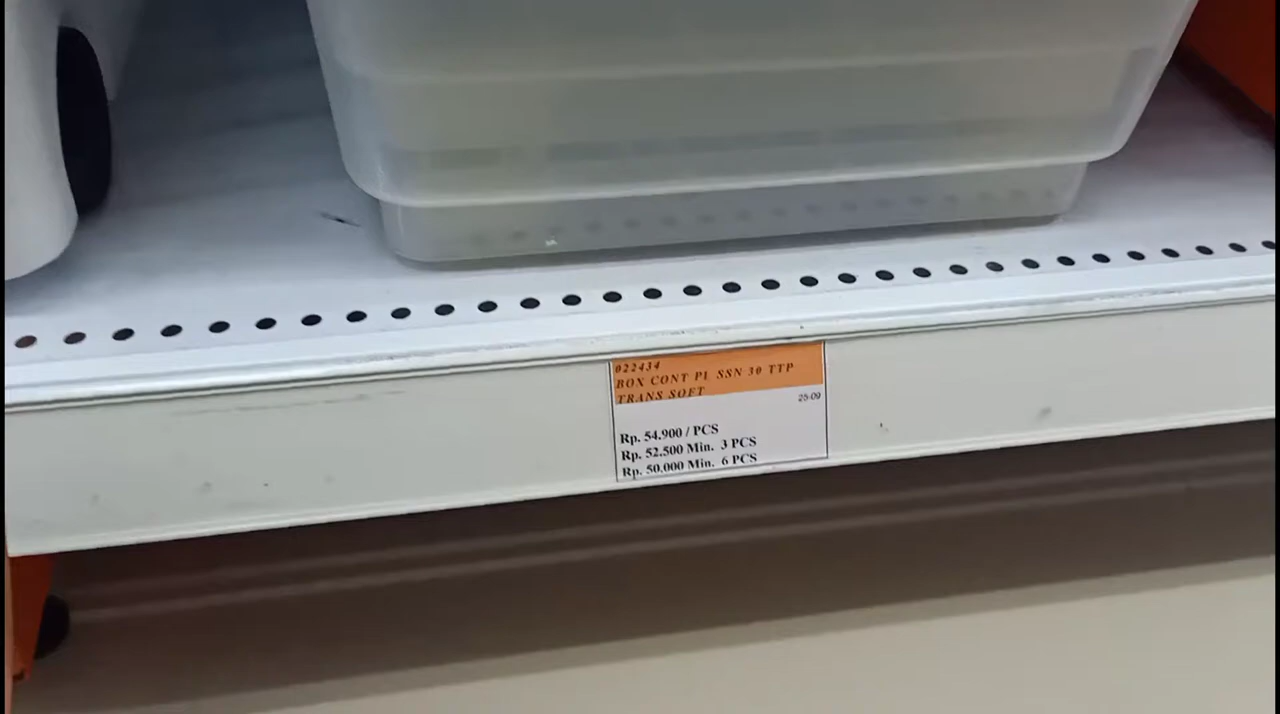 022434
BOX CONT PL SSN 30 TTP
TRANS SOFT
25-09
Rp. 54.900 / PCS
Rp. 52.500 Min. 3 PCS
Rp. 50.000 Min. 6 PCS